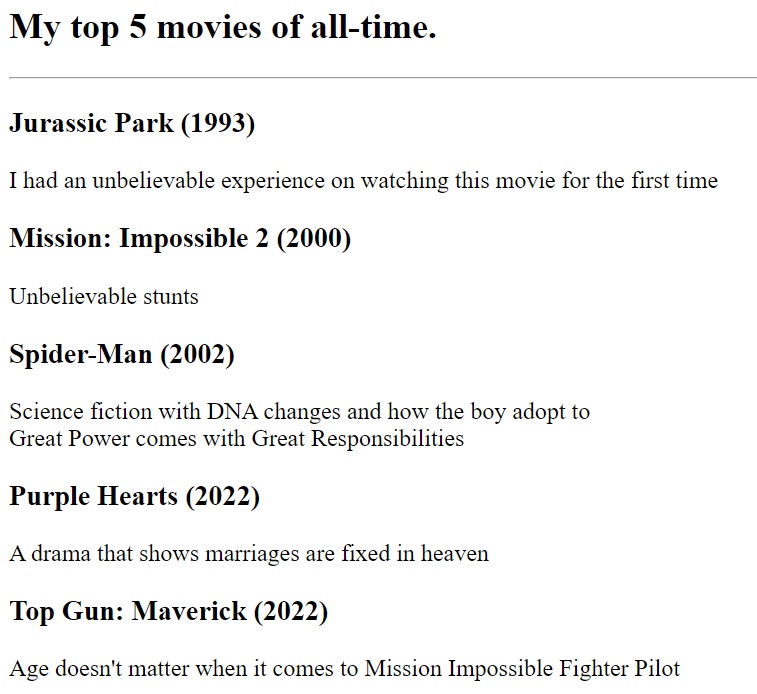 My top 5 movies of all-time.
Jurassic Park (1993)
I had an unbelievable experience on watching this movie for the first time
Mission: Impossible 2 (2000)
Unbelievable stunts
Spider-Man (2002)
Science fiction with DNA changes and how the boy adopt to
Great Power comes with Great Responsibilities
Purple Hearts (2022)
A drama that shows marriages are fixed in heaven
Top Gun: Maverick (2022)
Age doesn't matter when it comes to Mission Impossible Fighter Pilot